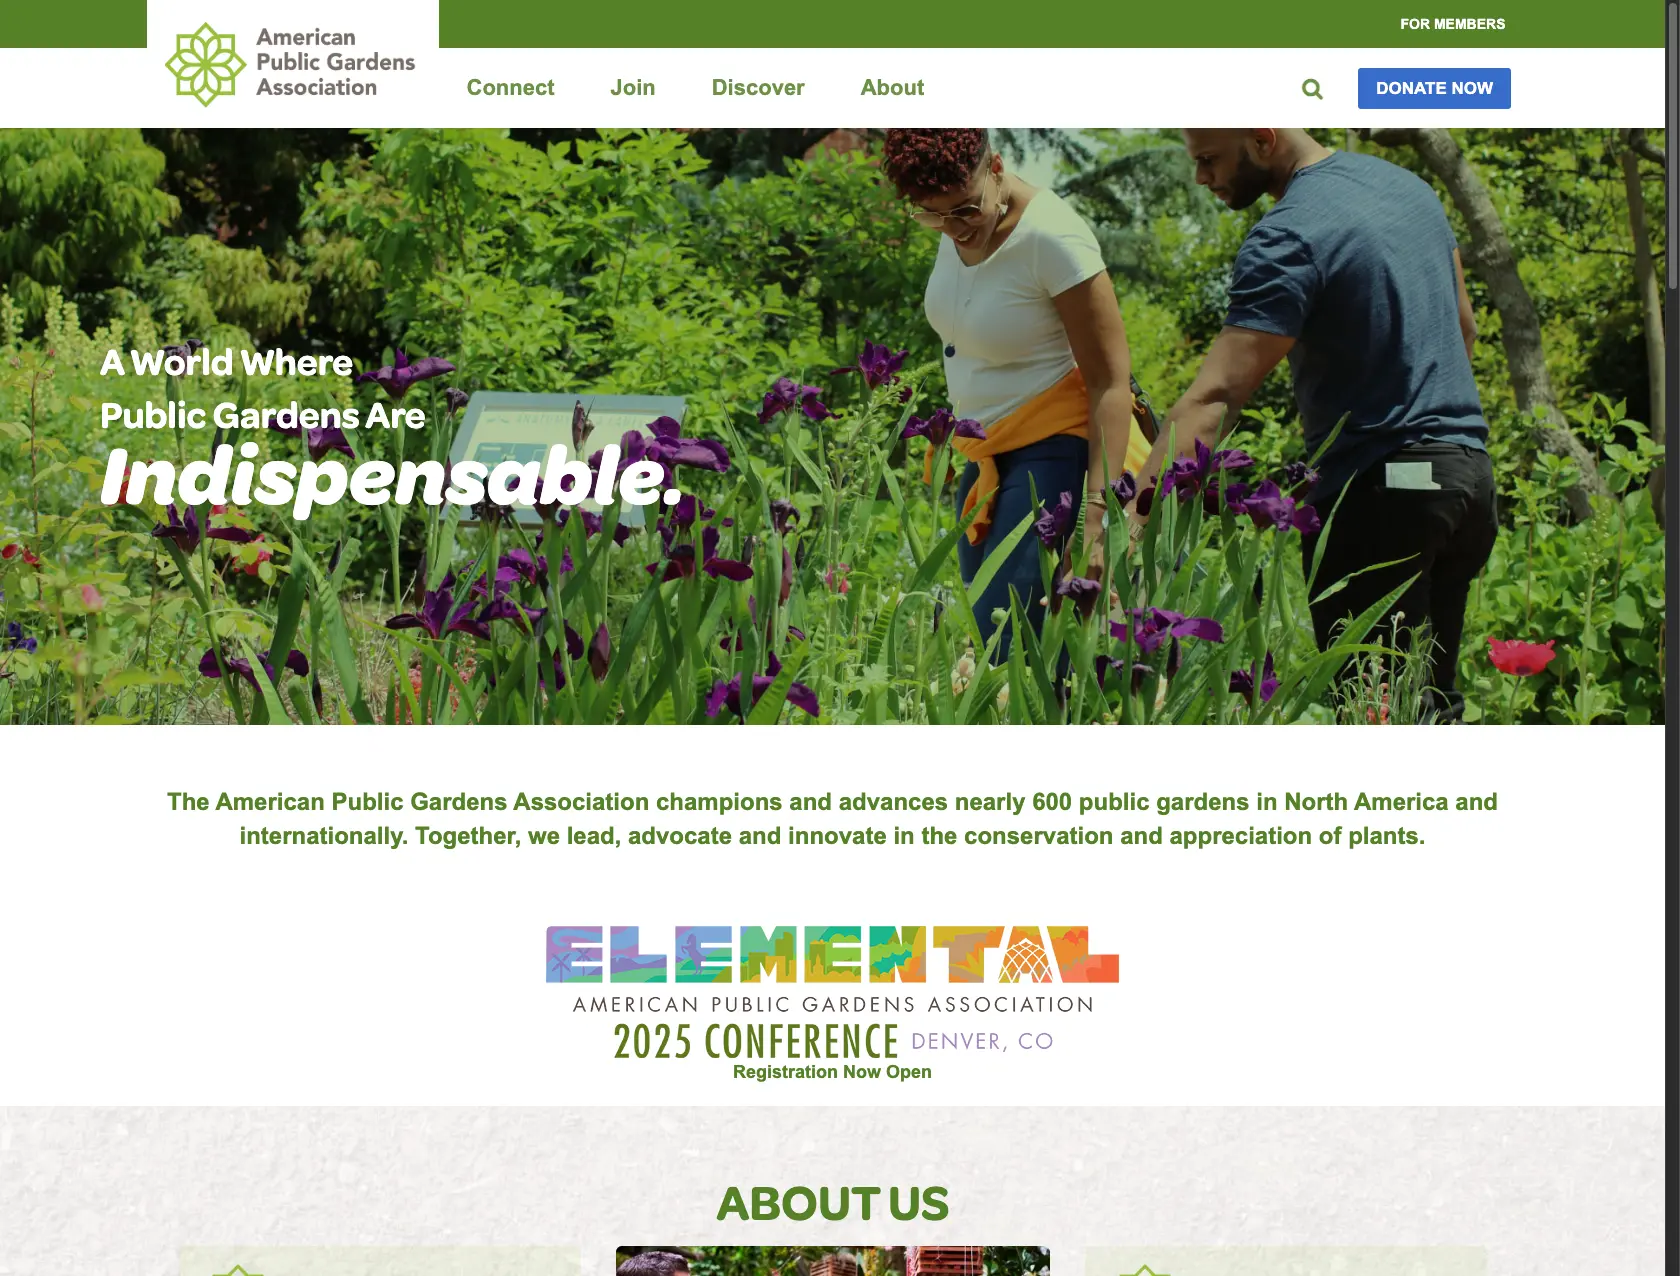 FOR MEMBERS
American
Public Gardens
Association
Connect
Join
Discover
About
DONATE NOW
A World Where
Public Gardens Are
Indispensable.
The American Public Gardens Association champions and advances nearly 600 public gardens in North America and
internationally. Together, we lead, advocate and innovate in the conservation and appreciation of plants.
ELEMENTAL
AMERICAN PUBLIC GARDENS ASSOCIATION
2025 CONFERENCE DENVER, CO
Registration Now Open
ABOUT US